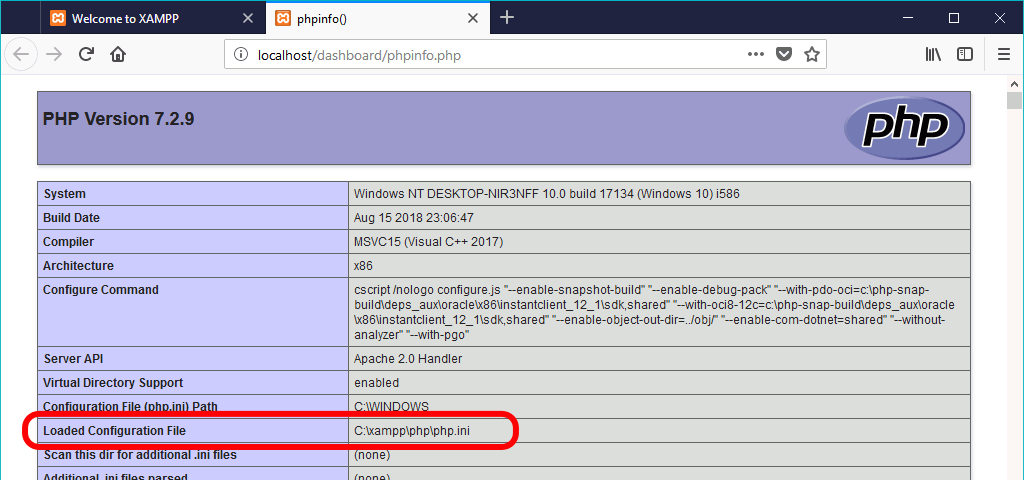 Welcome to XAMPP
phpinfo()
localhost/dashboard/phpinfo.php
PHP Version 7.2.9
php
System Windows NT DESKTOP-NIR3NFF 10.0 build 17134 (Windows 10) i586
Build Date Aug 15 2018 23:06:47
Compiler MSVC15 (Visual C++ 2017)
Architecture x86
Configure Command cscript /nologo configure.js "--enable-snapshot-build" "--enable-debug-pack" "--with-pdo-oci=c:\php-snap-
build\deps_aux\oracle\x86\instantclient_12_1\sdk,shared" "--with-oci8-12c=c:\php-snap-build\deps_aux\oracle
\x86\instantclient_12_1\sdk,shared" "--enable-object-out-dir=../obj/" "--enable-com-dotnet=shared" "--without-
analyzer" "--with-pgo"
Server API Apache 2.0 Handler
Virtual Directory Support enabled
Configuration File (php.ini) Path C:\WINDOWS
Loaded Configuration File C:\xampp\php\php.ini
Scan this dir for additional .ini files (none)
Additional .ini files parsed (none)